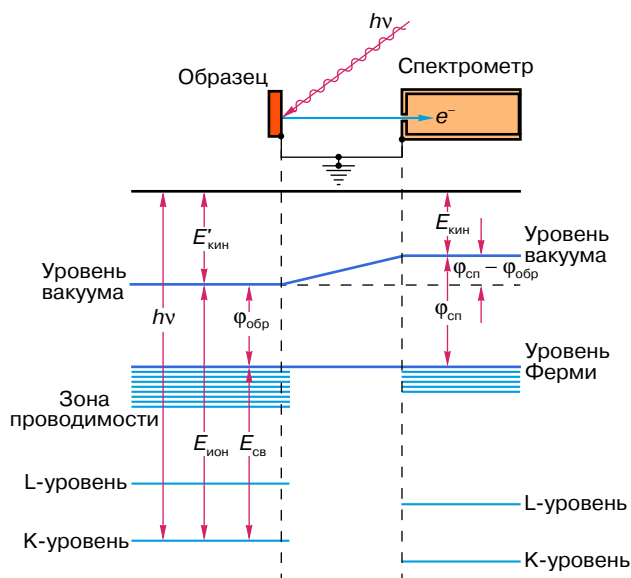 hν
Образец
Спектрометр
e⁻
E′кин
Eкин
Уровень
вакуума
Уровень
вакуума
φсп – φобр
hν
φобр
φсп
Уровень
Ферми
Зона
проводимости
Eион
Eсв
L-уровень
L-уровень
K-уровень
K-уровень